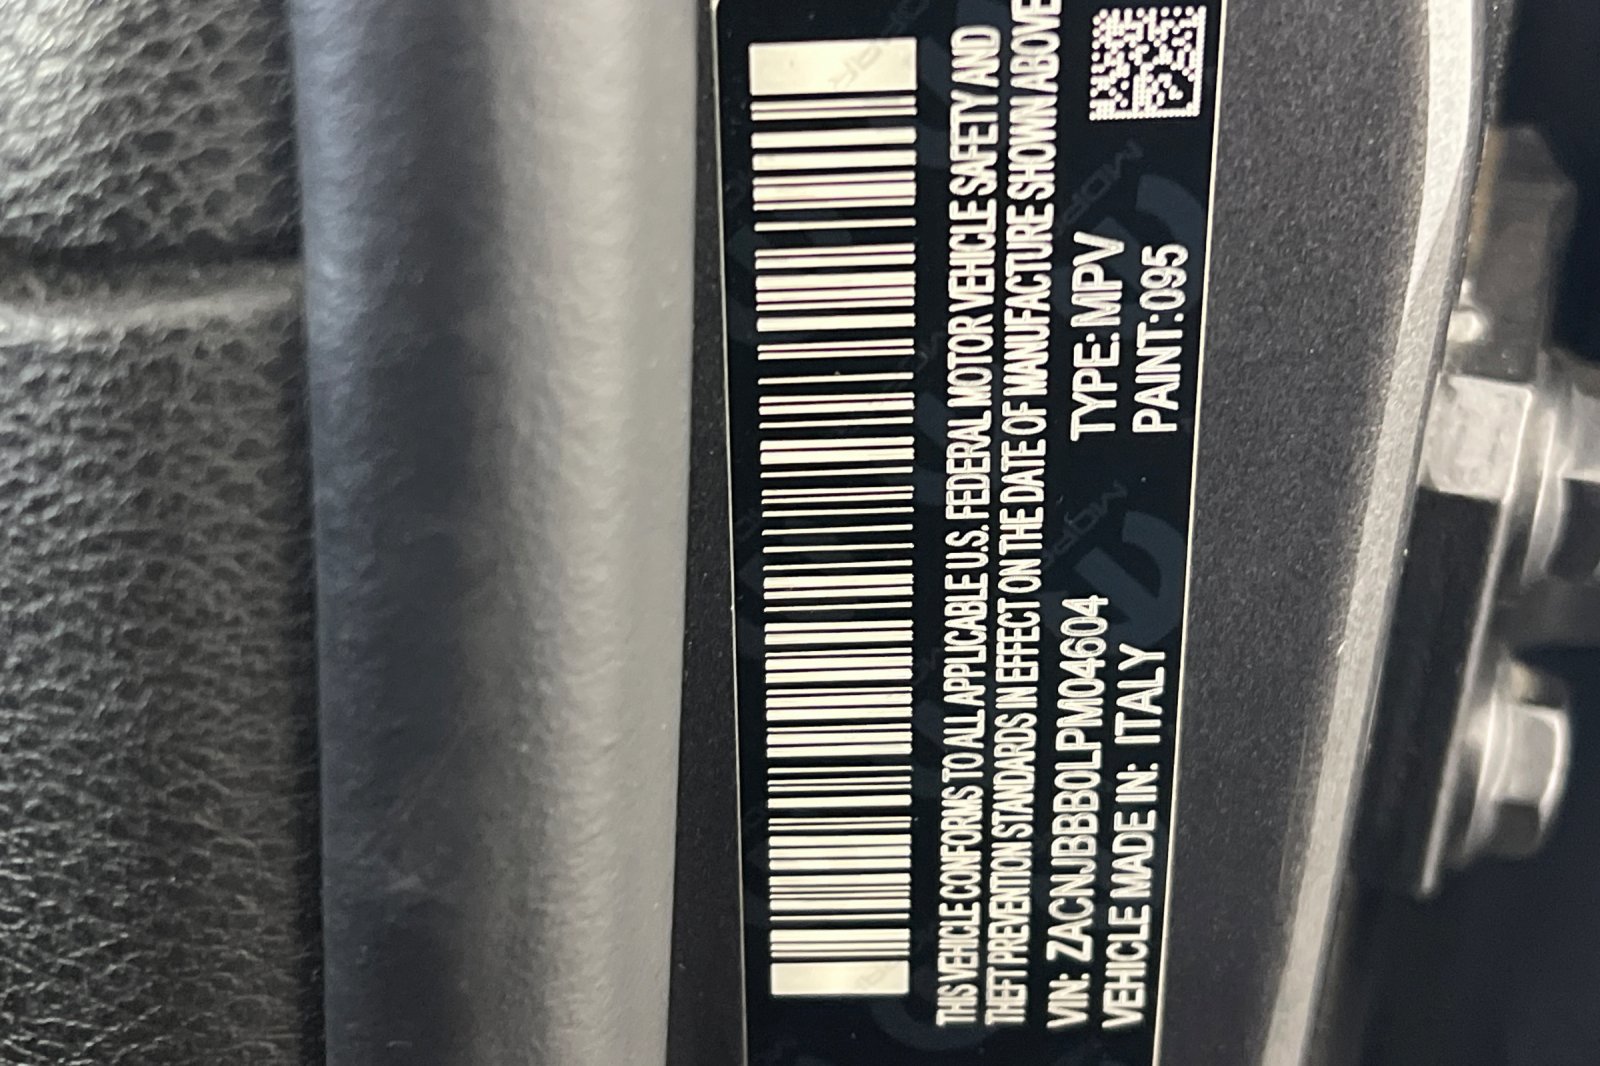 THIS VEHICLE CONFORMS TO ALL APPLICABLE U.S. FEDERAL MOTOR VEHICLE SAFETY AND
THEFT PREVENTION STANDARDS IN EFFECT ON THE DATE OF MANUFACTURE SHOWN ABOVE
VIN: ZACNJBBB0LPM04604 TYPE: MPV
VEHICLE MADE IN: ITALY PAINT:095